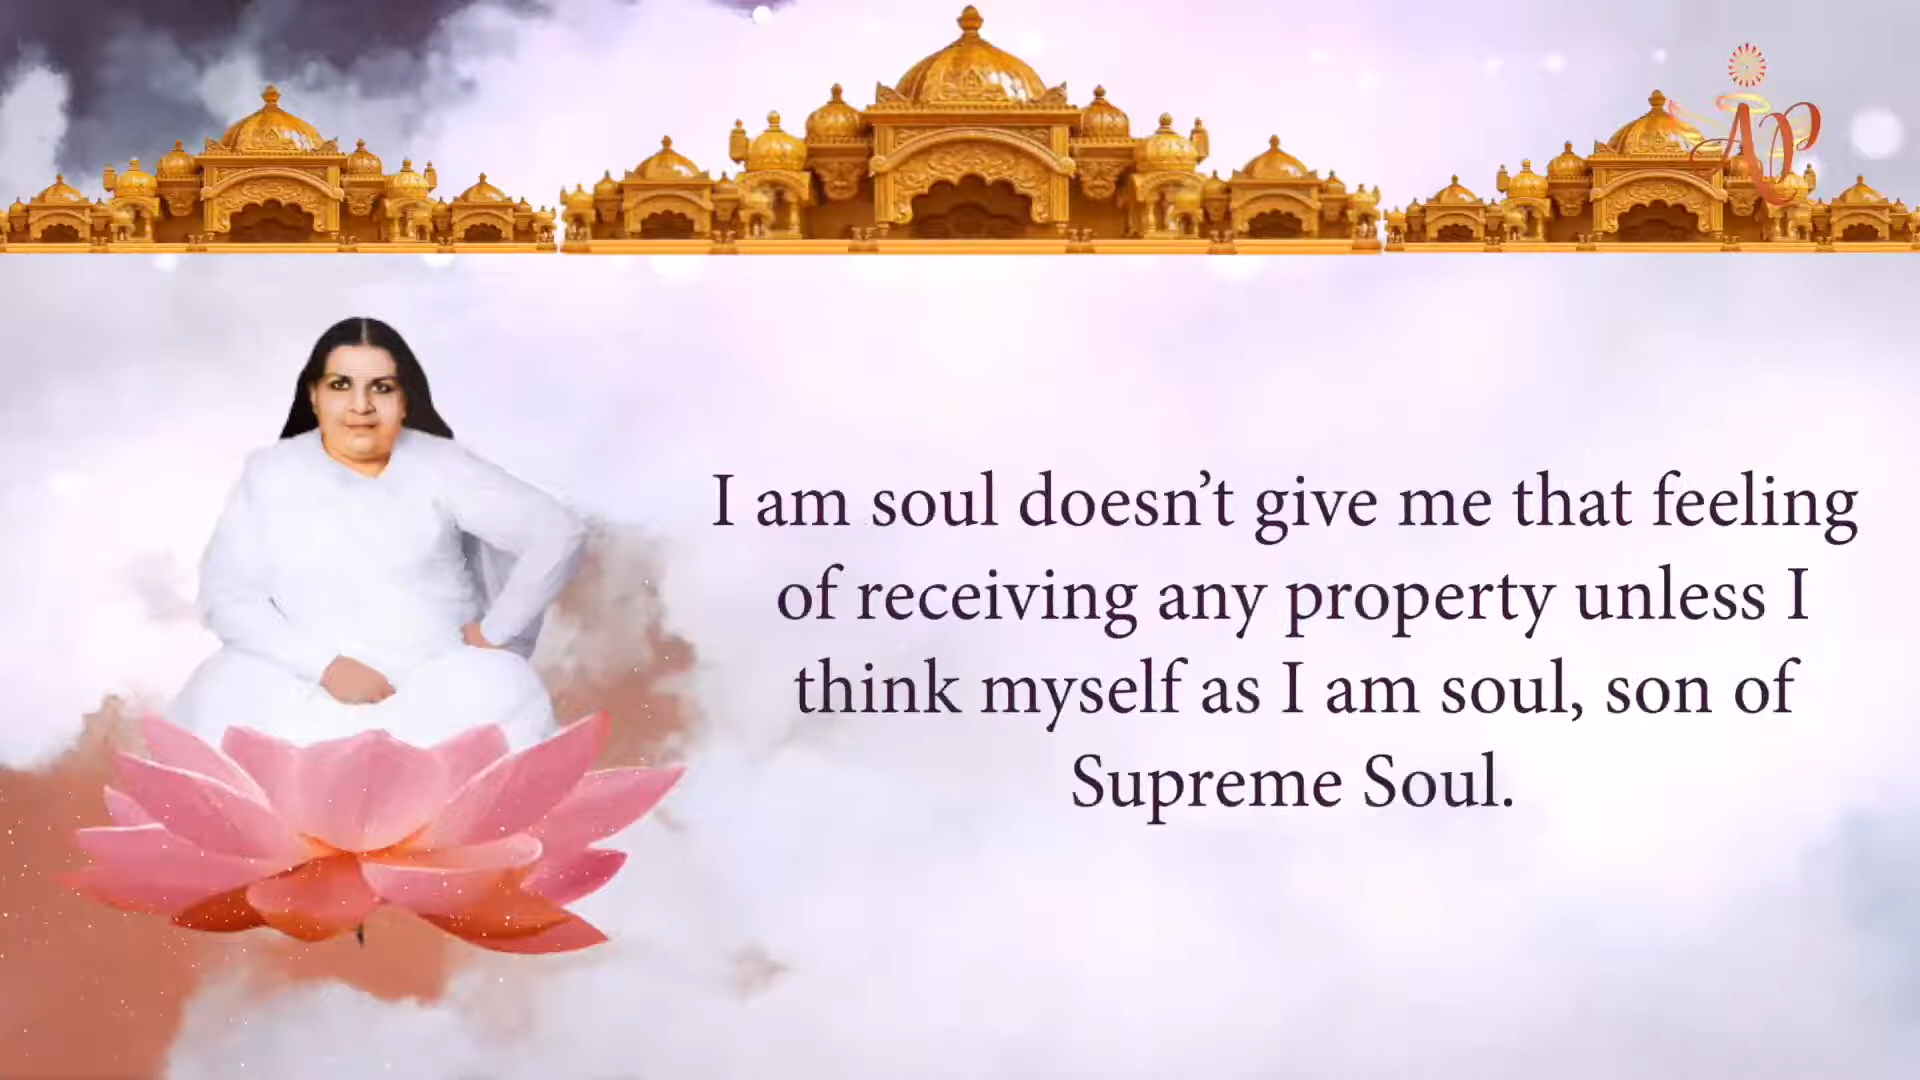 AP
I am soul doesn’t give me that feeling
of receiving any property unless I
think myself as I am soul, son of
Supreme Soul.